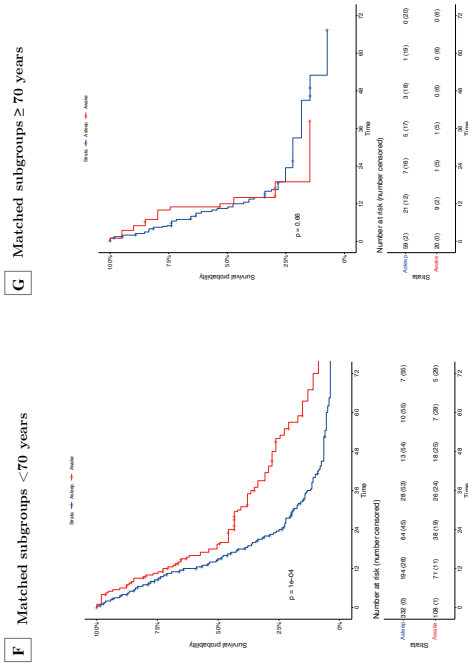 F Matched subgroups <70 years
Strata Asleep Awake
Survival probability
100%
75%
50%
25%
0%
p = 1e−04
0 12 24 36 48 60 72
Time
Number at risk (number censored)
Strata
Asleep 332 (0) 194 (28) 64 (45) 28 (53) 13 (54) 10 (55) 7 (55)
Awake 71 (11) 38 (19) 26 (24) 18 (25) 7 (29) 5 (29)
0 12 24 36 48 60 72
Time
G Matched subgroups ≥ 70 years
Strata Asleep Awake
Survival probability
100%
75%
50%
25%
0%
p = 0.66
0 12 24 36 48 60 72
Time
Number at risk (number censored)
Strata
Asleep 59 (2) 21 (12) 7 (16) 5 (17) 3 (18) 1 (19) 0 (20)
Awake 20 (0) 9 (2) 1 (5) 1 (5) 0 (6) 0 (6) 0 (6)
0 12 24 36 48 60 72
Time